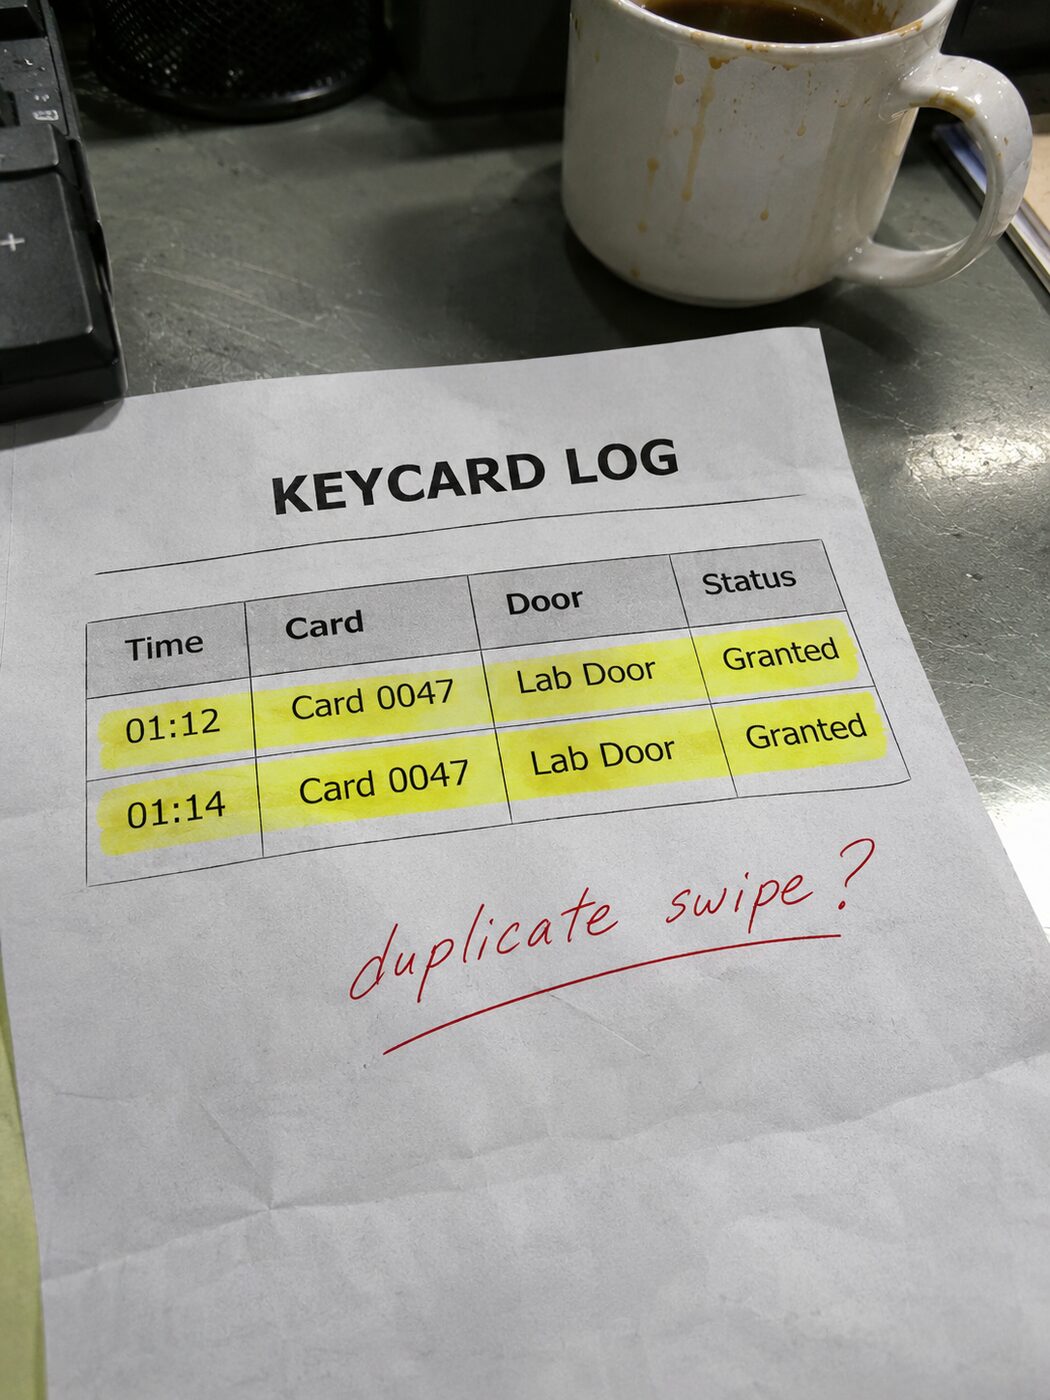 KEYCARD LOG
Time Card Door Status
01:12 Card 0047 Lab Door Granted
01:14 Card 0047 Lab Door Granted
duplicate swipe?
+